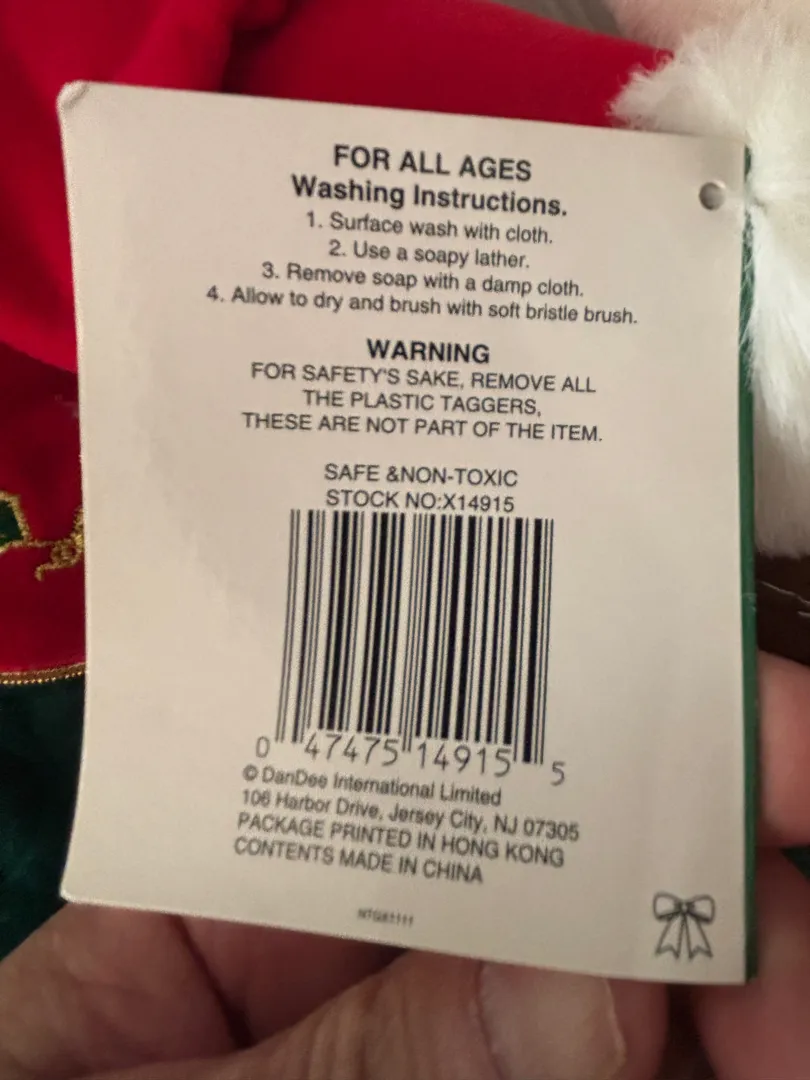 FOR ALL AGES
Washing Instructions.
1. Surface wash with cloth.
2. Use a soapy lather.
3. Remove soap with a damp cloth.
4. Allow to dry and brush with soft bristle brush.
WARNING
FOR SAFETY'S SAKE, REMOVE ALL
THE PLASTIC TAGGERS,
THESE ARE NOT PART OF THE ITEM.
SAFE &NON-TOXIC
STOCK NO:X14915
0 47475 14915 5
© DanDee International Limited
106 Harbor Drive, Jersey City, NJ 07305
PACKAGE PRINTED IN HONG KONG
CONTENTS MADE IN CHINA